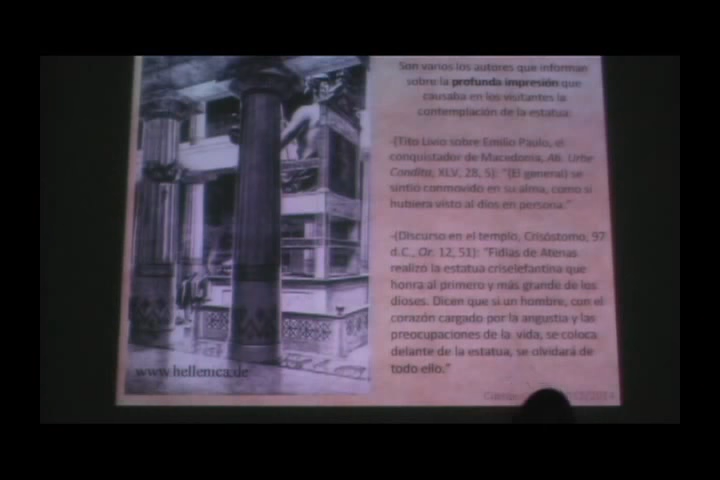 Son varios los autores que informan
sobre la profunda impresión que
causaba en los visitantes la
contemplación de la estatua:
-(Tito Livio sobre Emilio Paulo, el
conquistador de Macedonia, Ab. Urbe
Condita, XLV, 28, 5): "(El general) se
sintió conmovido en su alma, como si
hubiera visto al dios en persona."
-(Discurso en el templo, Crisóstomo, 97
d.C., Or. 12, 51): "Fidias de Atenas
realizó la estatua criselefantina que
honra al primero y más grande de los
dioses. Dicen que si un hombre, con el
corazón cargado por la angustia y las
preocupaciones de la vida, se coloca
delante de la estatua, se olvidará de
todo ello."
www.hellenica.de